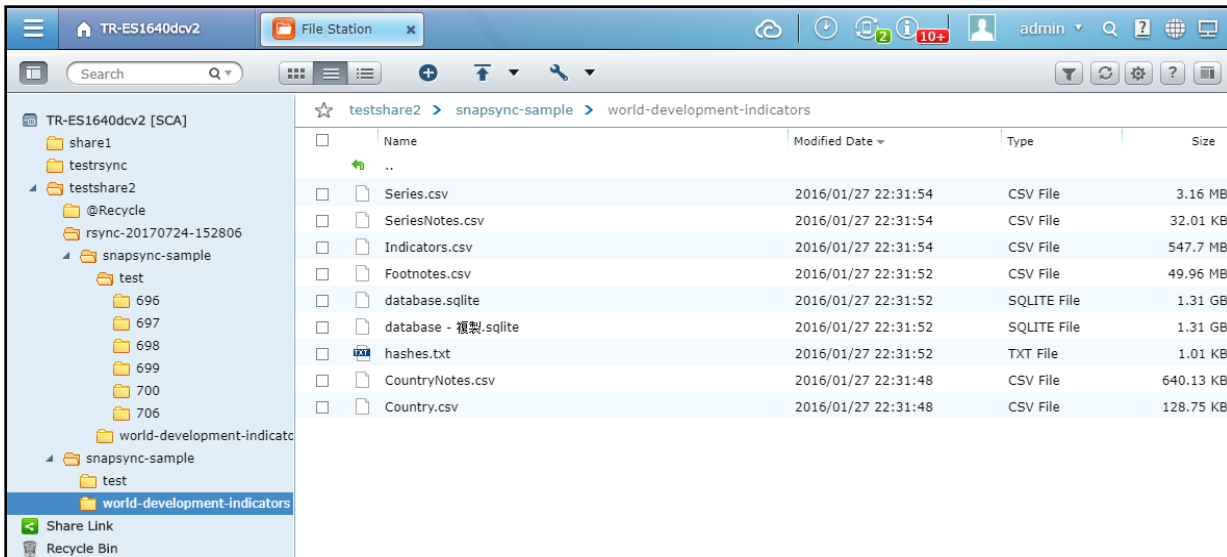 TR-ES1640dcv2 File Station 2 10+ admin
Search
TR-ES1640dcv2 [SCA]
share1
testrsync
testshare2
@Recycle
rsync-20170724-152806
snapsync-sample
test
696
697
698
699
700
706
world-development-indicatc
snapsync-sample
test
world-development-indicators
Share Link
Recycle Bin
testshare2 > snapsync-sample > world-development-indicators
Name Modified Date Type Size
..
Series.csv 2016/01/27 22:31:54 CSV File 3.16 MB
SeriesNotes.csv 2016/01/27 22:31:54 CSV File 32.01 KB
Indicators.csv 2016/01/27 22:31:54 CSV File 547.7 MB
Footnotes.csv 2016/01/27 22:31:52 CSV File 49.96 MB
database.sqlite 2016/01/27 22:31:52 SQLITE File 1.31 GB
database - 複製.sqlite 2016/01/27 22:31:52 SQLITE File 1.31 GB
TXT hashes.txt 2016/01/27 22:31:52 TXT File 1.01 KB
CountryNotes.csv 2016/01/27 22:31:48 CSV File 640.13 KB
Country.csv 2016/01/27 22:31:48 CSV File 128.75 KB